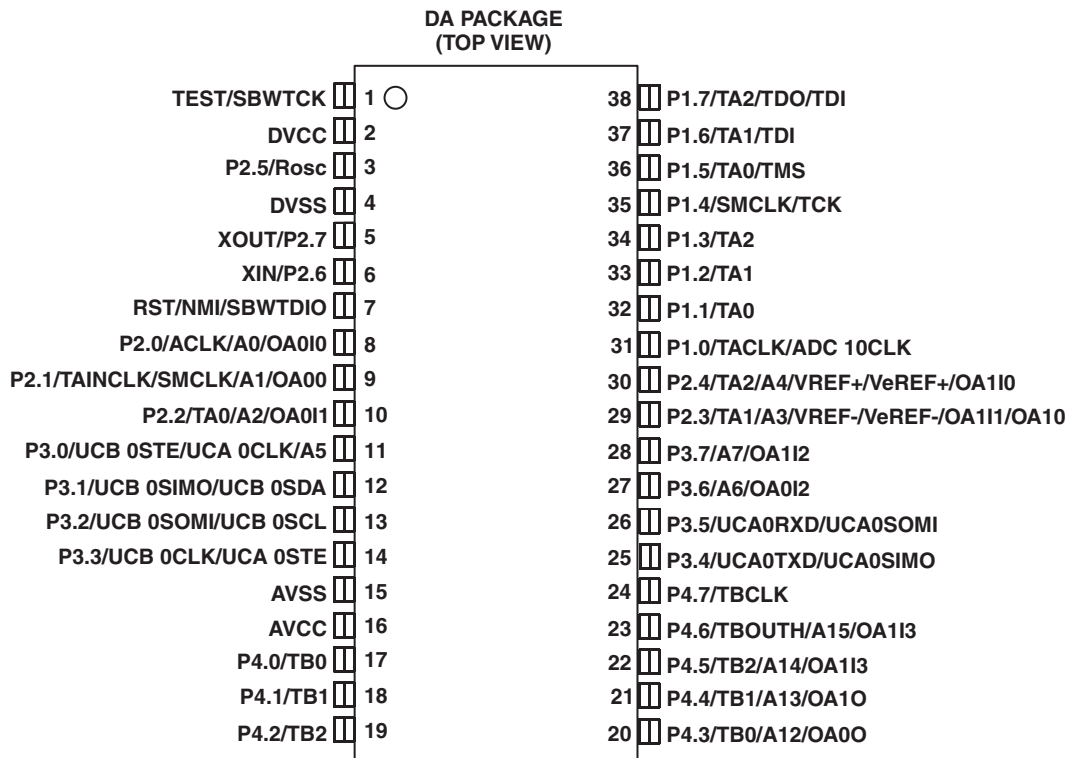 DA PACKAGE
(TOP VIEW)
TEST/SBWTCK 1 38 P1.7/TA2/TDO/TDI
DVCC 2 37 P1.6/TA1/TDI
P2.5/Rosc 3 36 P1.5/TA0/TMS
DVSS 4 35 P1.4/SMCLK/TCK
XOUT/P2.7 5 34 P1.3/TA2
XIN/P2.6 6 33 P1.2/TA1
RST/NMI/SBWTDIO 7 32 P1.1/TA0
P2.0/ACLK/A0/OA0I0 8 31 P1.0/TACLK/ADC 10CLK
P2.1/TAINCLK/SMCLK/A1/OA00 9 30 P2.4/TA2/A4/VREF+/VeREF+/OA1I0
P2.2/TA0/A2/OA0I1 10 29 P2.3/TA1/A3/VREF-/VeREF-/OA1I1/OA10
P3.0/UCB 0STE/UCA 0CLK/A5 11 28 P3.7/A7/OA1I2
P3.1/UCB 0SIMO/UCB 0SDA 12 27 P3.6/A6/OA0I2
P3.2/UCB 0SOMI/UCB 0SCL 13 26 P3.5/UCA0RXD/UCA0SOMI
P3.3/UCB 0CLK/UCA 0STE 14 25 P3.4/UCA0TXD/UCA0SIMO
AVSS 15 24 P4.7/TBCLK
AVCC 16 23 P4.6/TBOUTH/A15/OA1I3
P4.0/TB0 17 22 P4.5/TB2/A14/OA1I3
P4.1/TB1 18 21 P4.4/TB1/A13/OA1O
P4.2/TB2 19 20 P4.3/TB0/A12/OA0O